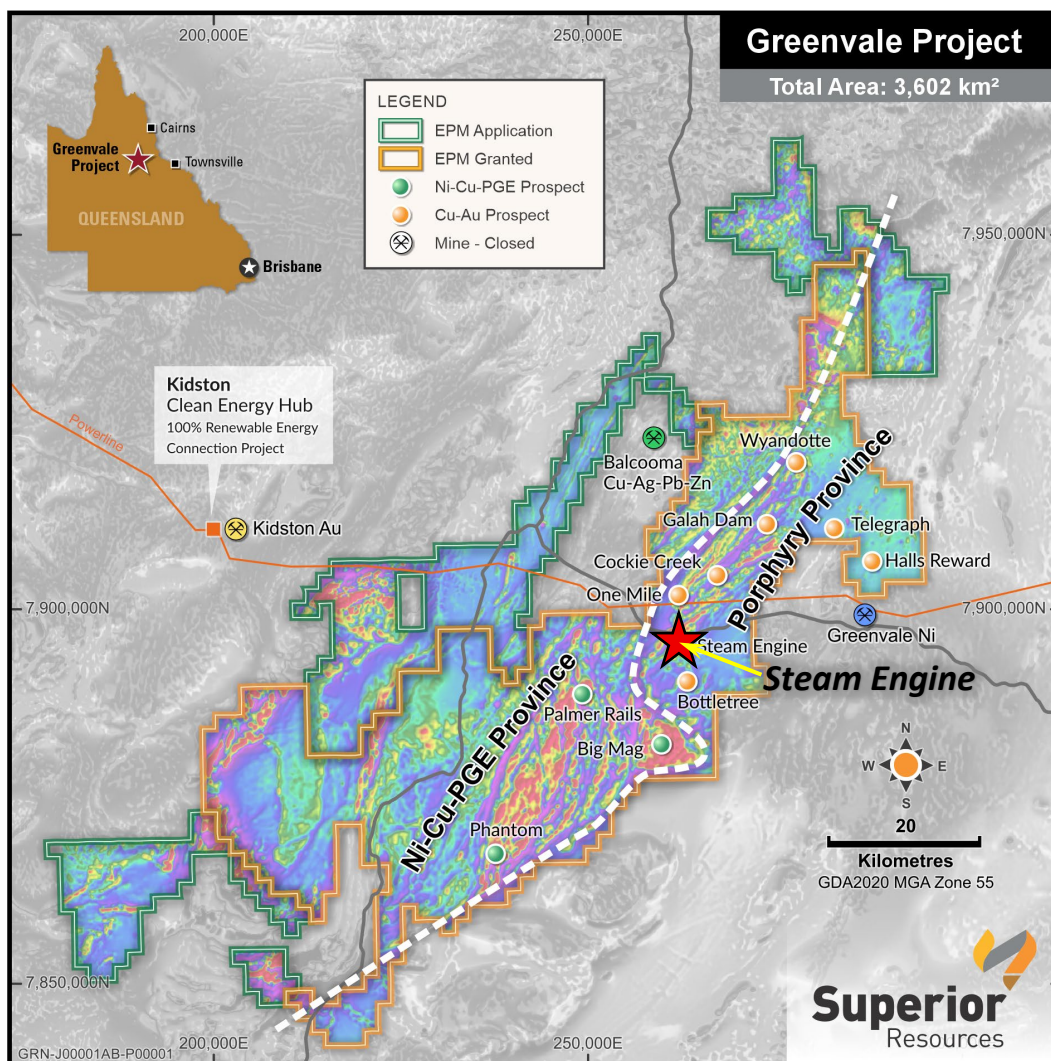 200,000E
250,000E
Greenvale Project
Total Area: 3,602 km²
Cairns
Greenvale
Project
Townsville
QUEENSLAND
Brisbane
LEGEND
EPM Application
EPM Granted
Ni-Cu-PGE Prospect
Cu-Au Prospect
Mine - Closed
7,950,000N
Kidston
Clean Energy Hub
100% Renewable Energy
Connection Project
Powerline
Kidston Au
Balcooma
Cu-Ag-Pb-Zn
Wyandotte
Porphyry Province
Galah Dam
Telegraph
Cockie Creek
Halls Reward
One Mile
7,900,000N
7,900,000N
Greenvale Ni
Steam Engine
Steam Engine
Bottletree
Palmer Rails
Big Mag
Ni-Cu-PGE Province
Phantom
N
W
E
S
20
Kilometres
GDA2020 MGA Zone 55
7,850,000N
Superior
Resources
GRN-J00001AB-P00001
200,000E
250,000E